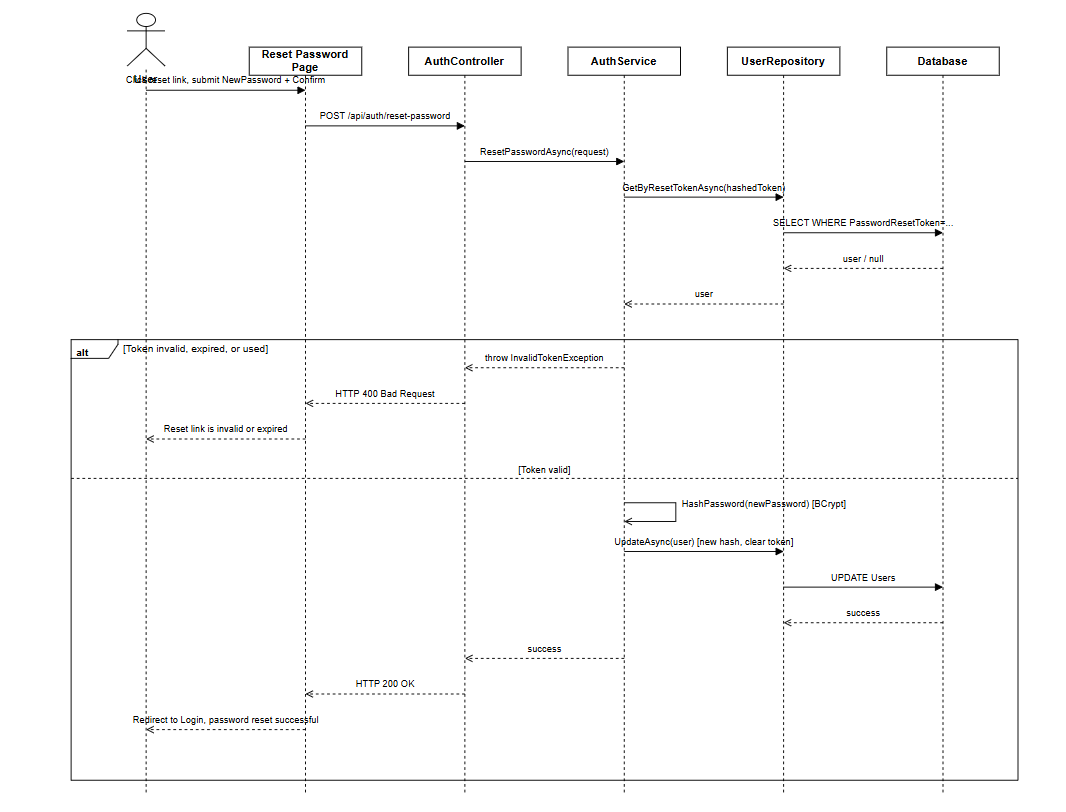 Reset Password
Page
AuthController
AuthService
UserRepository
Database
User
Click reset link, submit NewPassword + Confirm
POST /api/auth/reset-password
ResetPasswordAsync(request)
GetByResetTokenAsync(hashedToken)
SELECT WHERE PasswordResetToken=...
user / null
user
alt
[Token invalid, expired, or used]
throw InvalidTokenException
HTTP 400 Bad Request
Reset link is invalid or expired
[Token valid]
HashPassword(newPassword) [BCrypt]
UpdateAsync(user) [new hash, clear token]
UPDATE Users
success
success
HTTP 200 OK
Redirect to Login, password reset successful